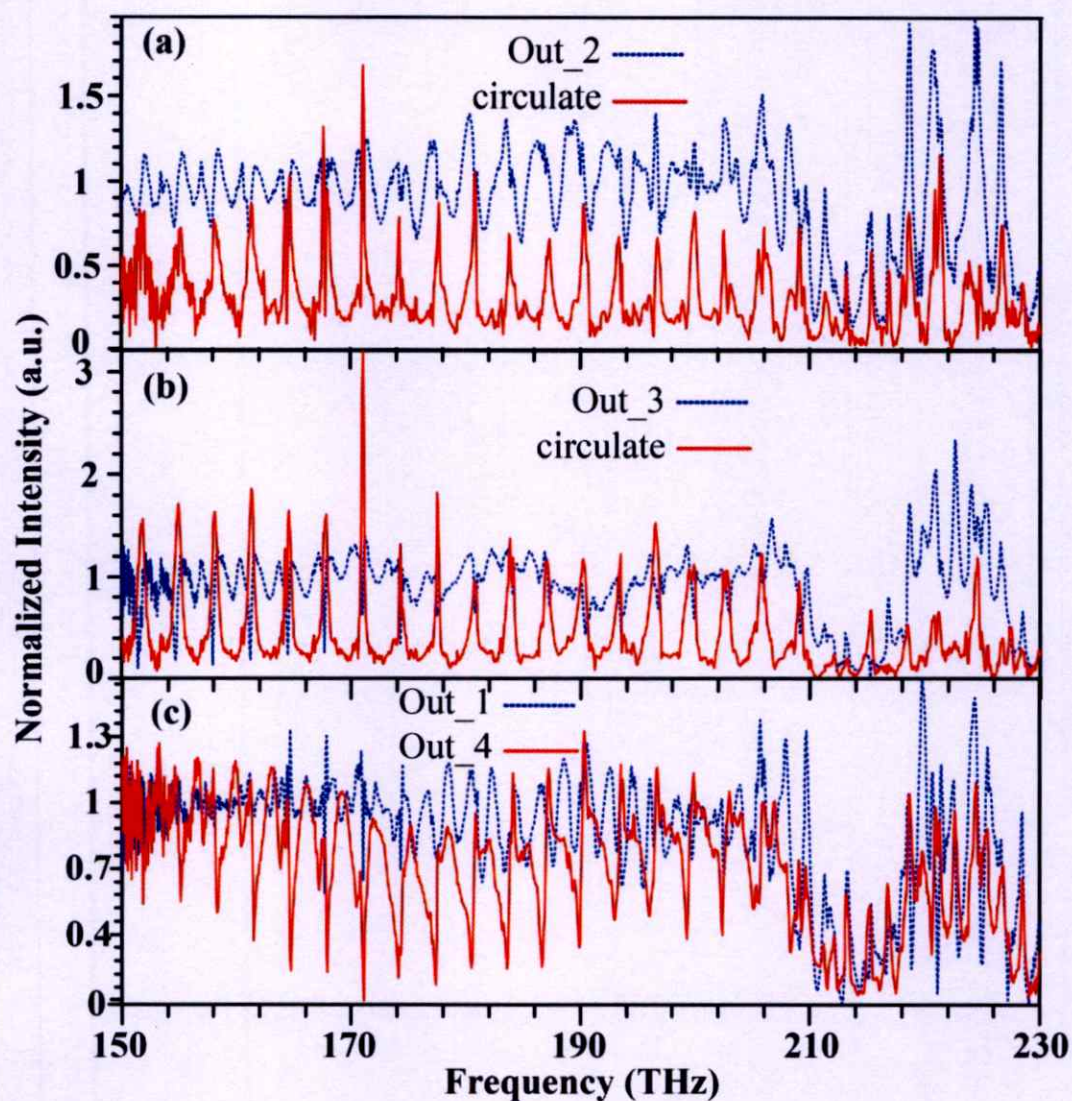 (a)
Out_2
circulate
1.5
1
0.5
0
(b)
Out_3
circulate
3
2
1
0
(c)
Out_1
Out_4
1.3
1
0.7
0.4
0
150 170 190 210 230
Frequency (THz)
Normalized Intensity (a.u.)